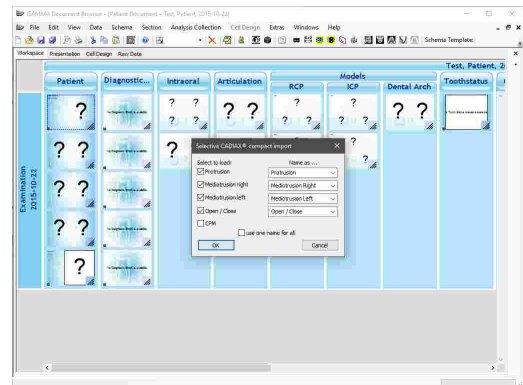 GAMMA Document Browser - [Patient Document - Test, Patient, 2015-10-22]
File Edit View Data Schema Section Analysis Collection Cell Design Extras Windows Help
Schema Template:
Workspace Presentation Cell Design Raw Data
Test, Patient, 2
Patient Diagnostic... Intraoral Articulation Models Toothstatus
RCP ICP Dental Arch
Examination
2015-10-22
? ? ? ? ? ? ? ? ? ? ?
Selective CADIAX® compact import
Select to load: Name as ...
Protrusion Protrusion
Mediotrusion right Mediotrusion Right
Mediotrusion left Mediotrusion Left
Open / Close Open / Close
CPM
use one name for all
OK Cancel
? ? ? ?
? ?
? ?
?